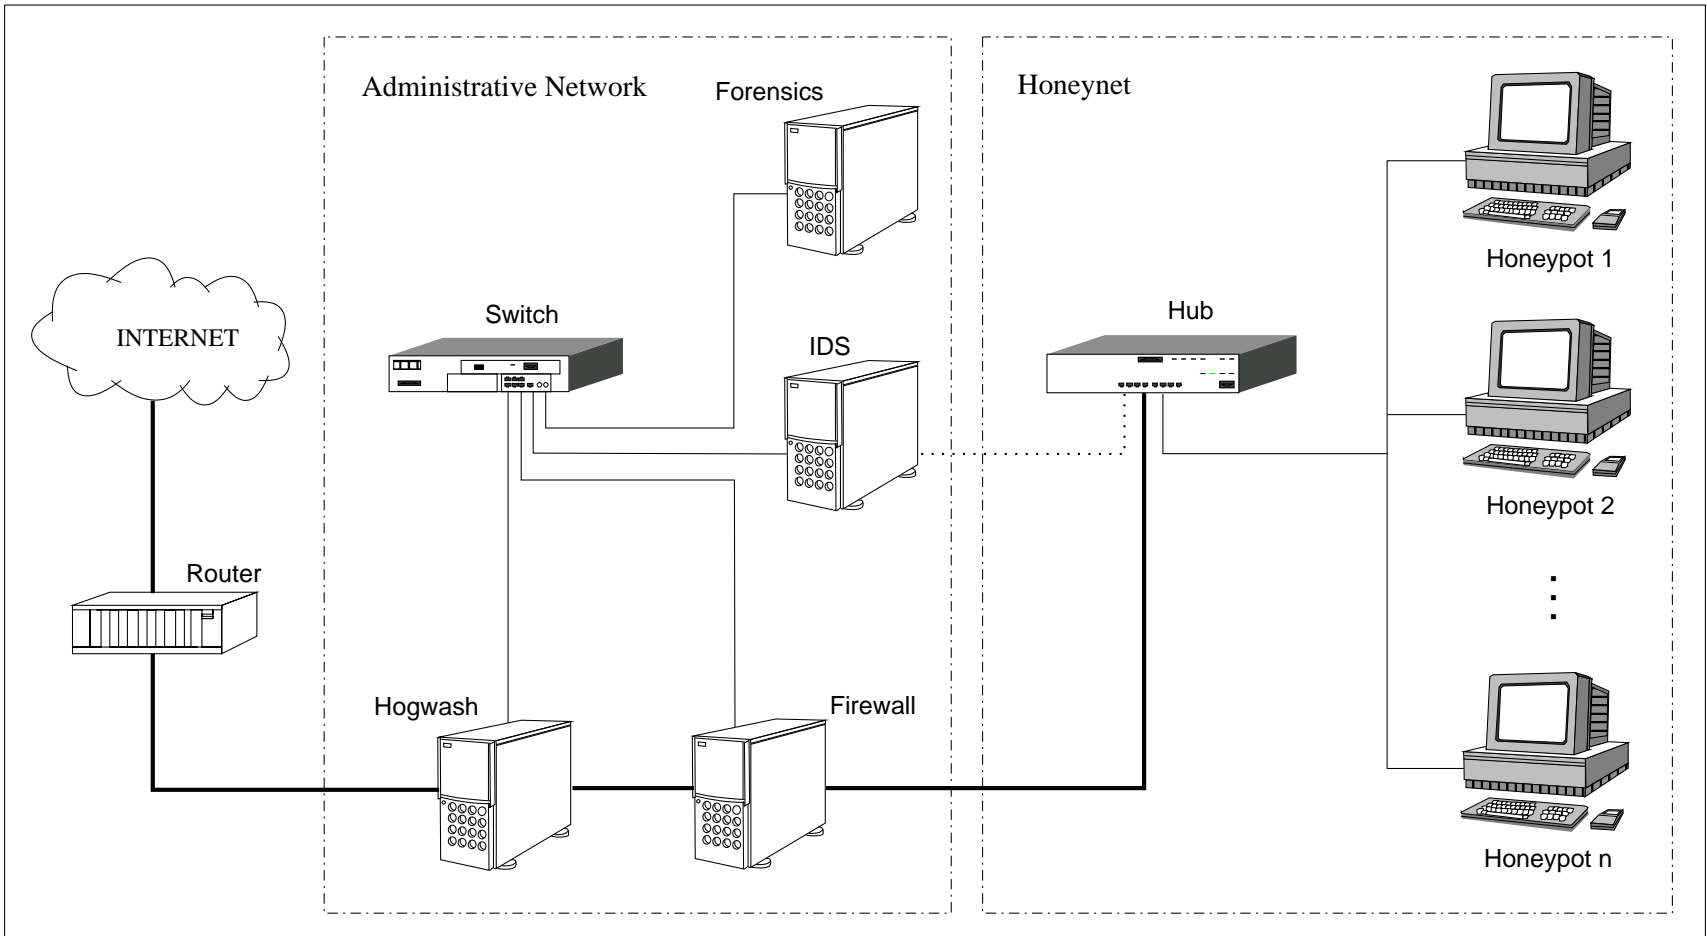 Administrative Network
Forensics
Honeynet
Honeypot 1
Switch
Hub
INTERNET
IDS
Honeypot 2
Router
Hogwash
Firewall
Honeypot n